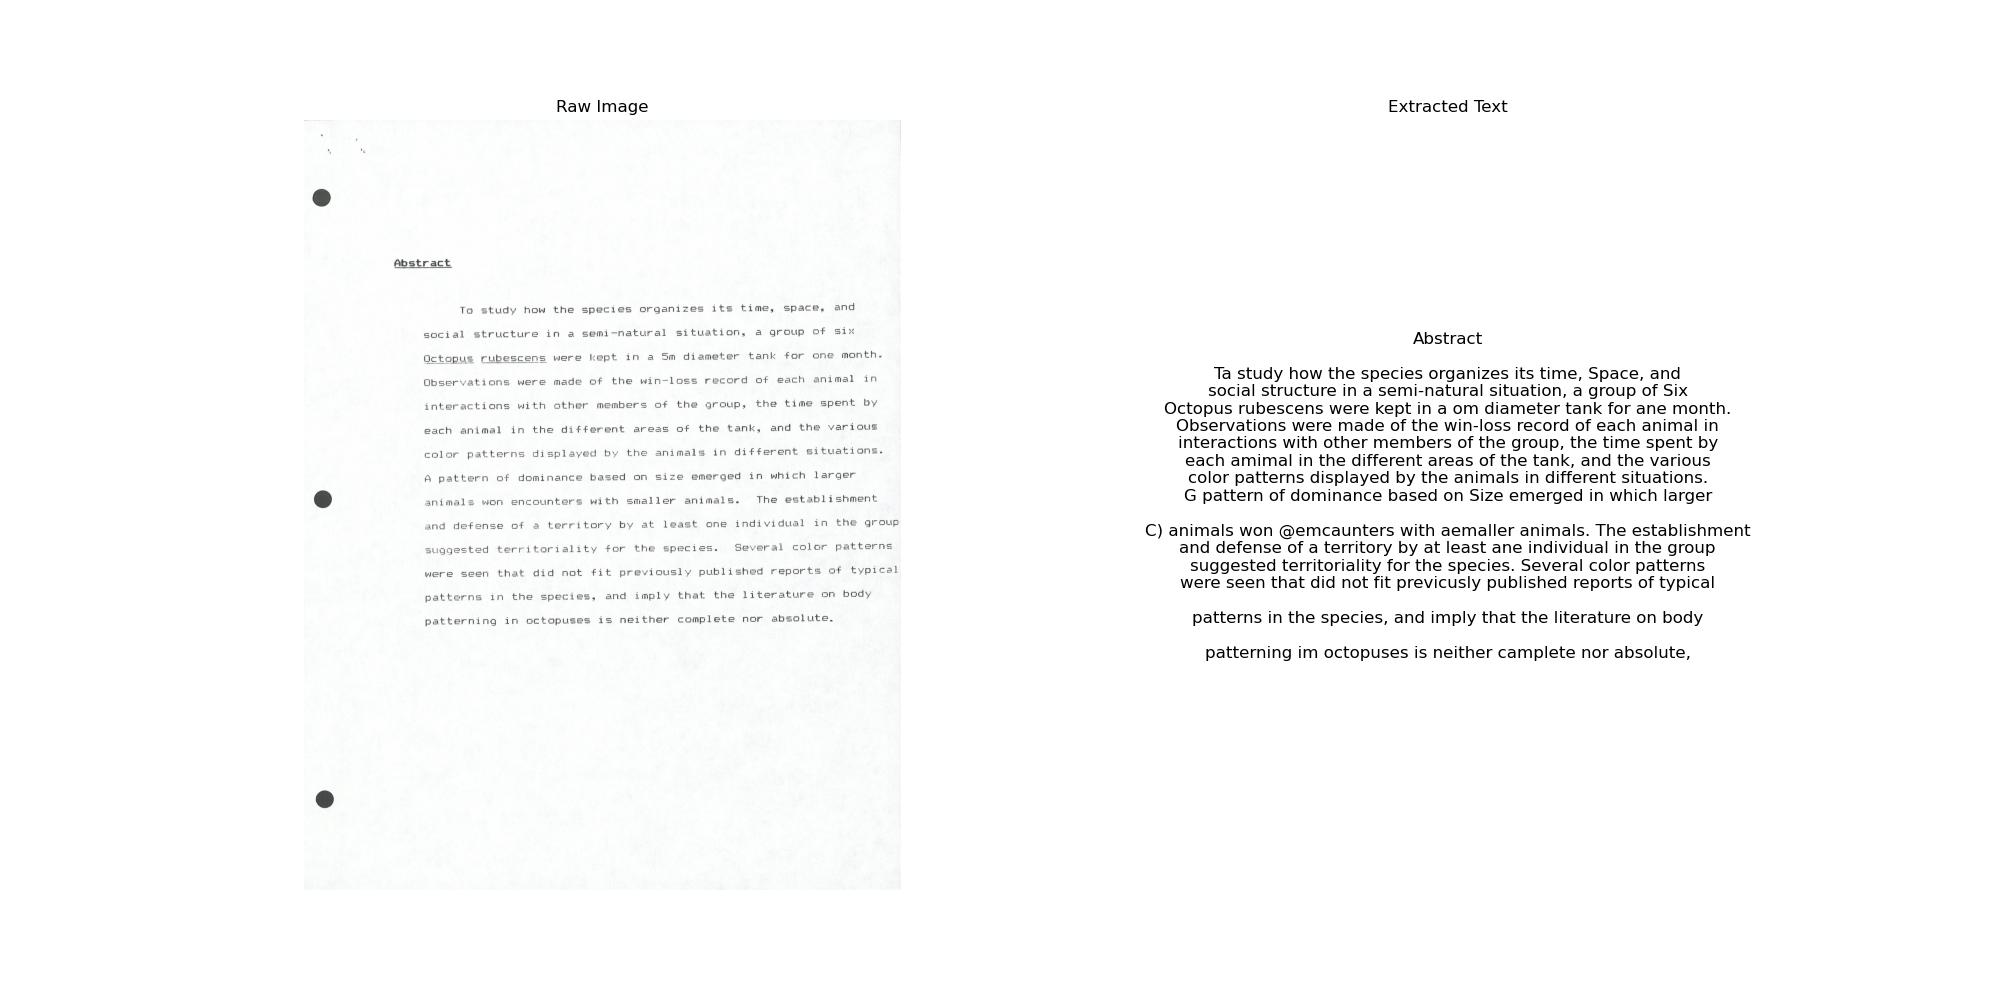 Raw Image
Abstract
To study how the species organizes its time, space, and
social structure in a semi-natural situation, a group of six
Octopus rubescens were kept in a 5m diameter tank for one month.
Observations were made of the win-loss record of each animal in
interactions with other members of the group, the time spent by
each animal in the different areas of the tank, and the various
color patterns displayed by the animals in different situations.
A pattern of dominance based on size emerged in which larger
animals won encounters with smaller animals.  The establishment
and defense of a territory by at least one individual in the group
suggested territoriality for the species.  Several color patterns
were seen that did not fit previously published reports of typical
patterns in the species, and imply that the literature on body
patterning in octopuses is neither complete nor absolute.
Extracted Text
Abstract
Ta study how the species organizes its time, Space, and
social structure in a semi-natural situation, a group of Six
Octopus rubescens were kept in a om diameter tank for ane month.
Observations were made of the win-loss record of each animal in
interactions with other members of the group, the time spent by
each amimal in the different areas of the tank, and the various
color patterns displayed by the animals in different situations.
G pattern of dominance based on Size emerged in which larger
C) animals won @emcaunters with aemaller animals. The establishment
and defense of a territory by at least ane individual in the group
suggested territoriality for the species. Several color patterns
were seen that did not fit previcusly published reports of typical
patterns in the species, and imply that the literature on body
patterning im octopuses is neither camplete nor absolute,